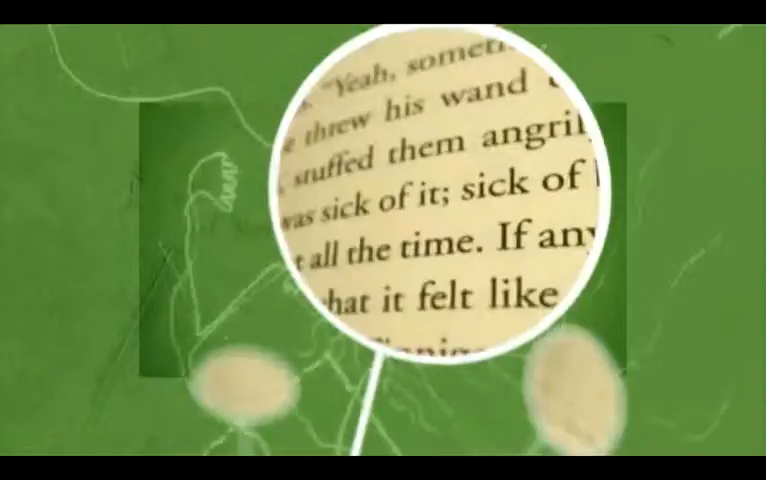 "Yeah, someti
threw his wand
stuffed them angril
was sick of it; sick of
t all the time. If any
hat it felt like